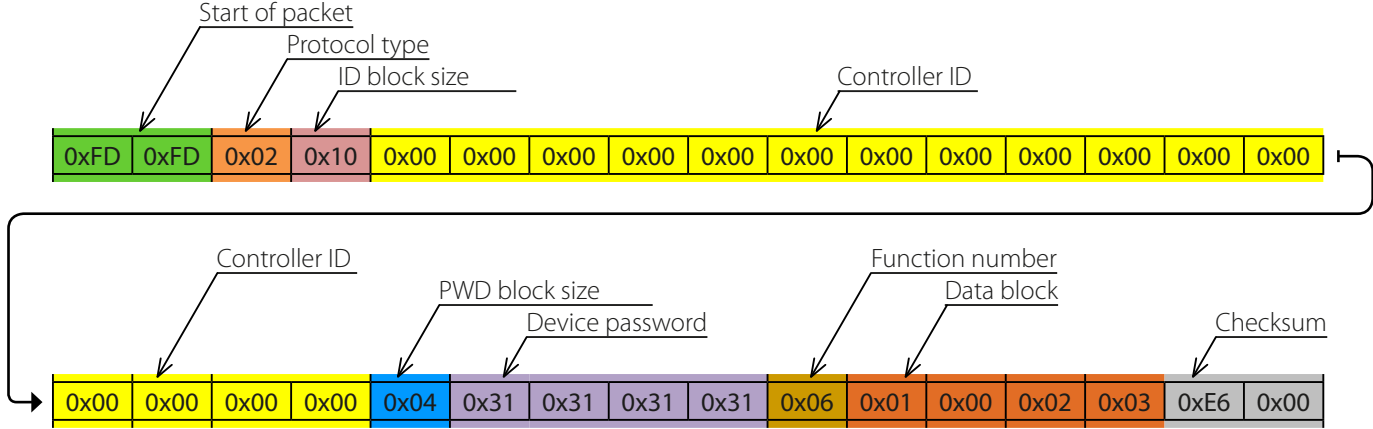 Start of packet
Protocol type
ID block size
Controller ID
0xFD 0xFD 0x02 0x10 0x00 0x00 0x00 0x00 0x00 0x00 0x00 0x00 0x00 0x00 0x00 0x00
Controller ID
Function number
PWD block size
Data block
Device password
Checksum
0x00 0x00 0x00 0x00 0x04 0x31 0x31 0x31 0x31 0x06 0x01 0x00 0x02 0x03 0xE6 0x00